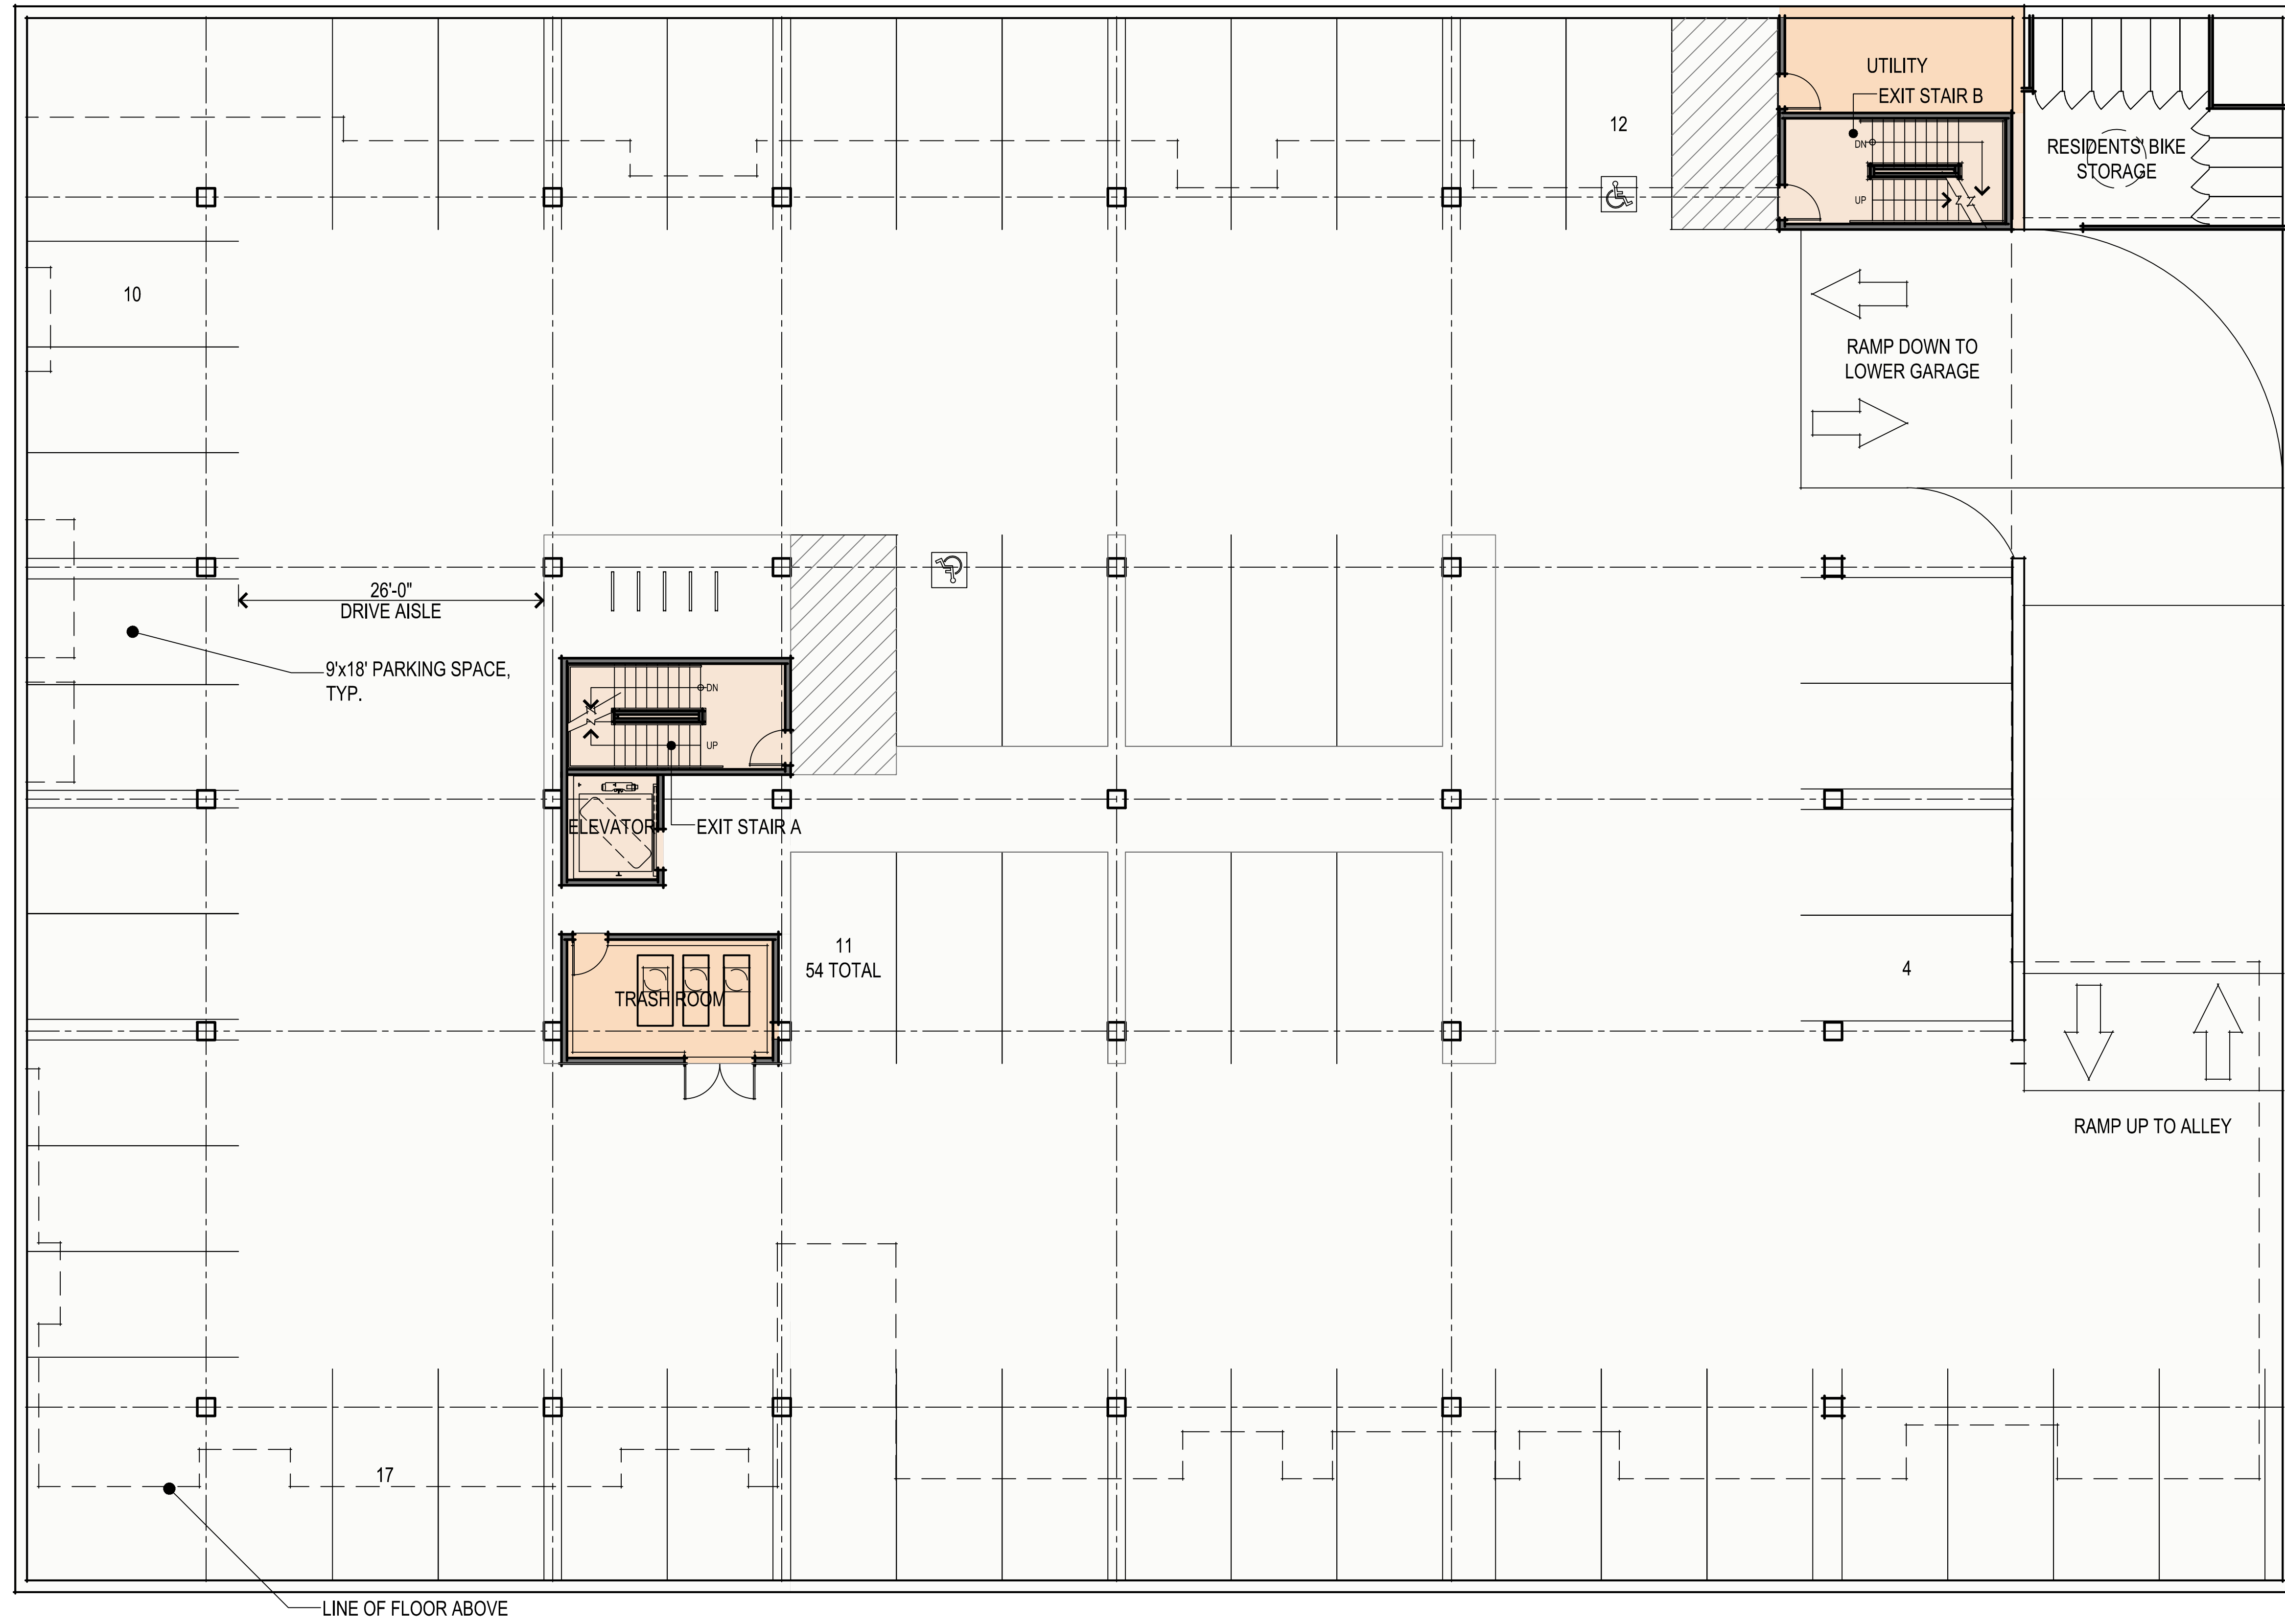 UTILITY
EXIT STAIR B
12
DN
RESIDENTS' BIKE
STORAGE
UP
10
RAMP DOWN TO
LOWER GARAGE
26'-0"
DRIVE AISLE
9'x18' PARKING SPACE,
TYP.
DN
UP
ELEVATOR
EXIT STAIR A
11
54 TOTAL
4
TRASH ROOM
RAMP UP TO ALLEY
17
LINE OF FLOOR ABOVE